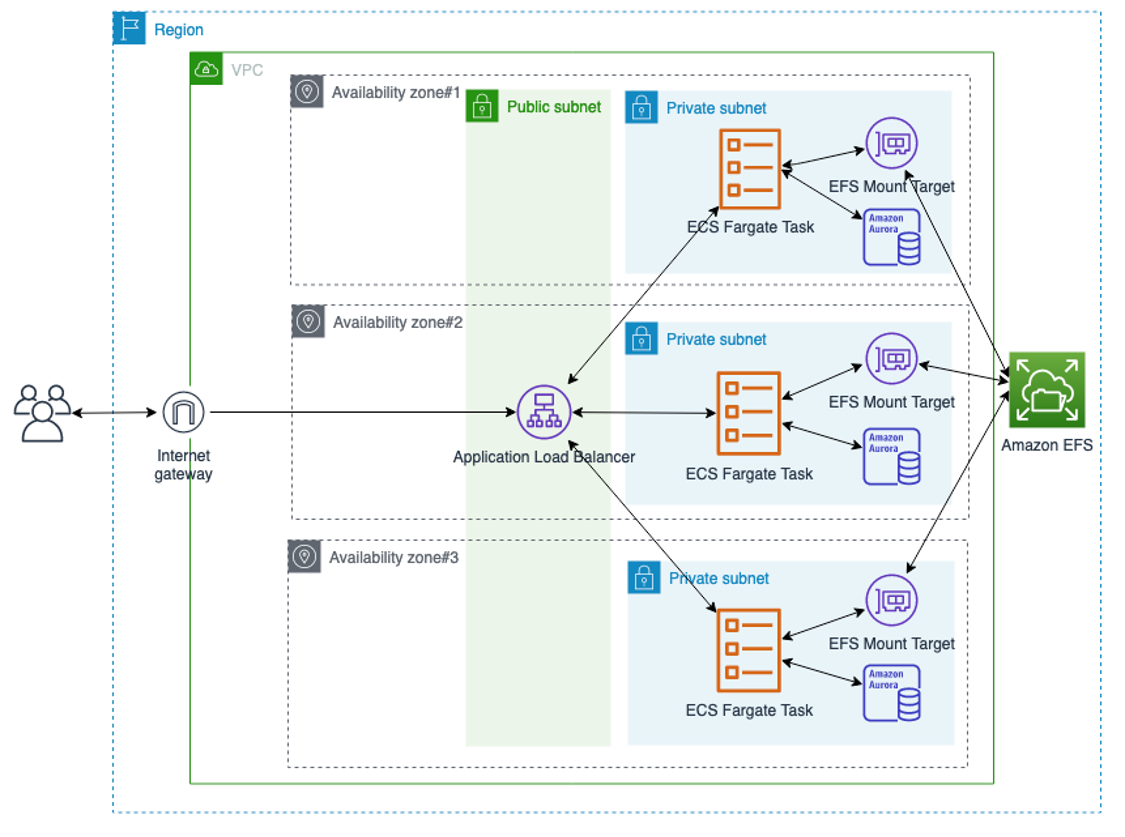 Region
VPC
Availability zone#1
Public subnet
Private subnet
EFS Mount Target
Amazon
Aurora
ECS Fargate Task
Availability zone#2
Private subnet
EFS Mount Target
Amazon
Aurora
ECS Fargate Task
Internet
gateway
Application Load Balancer
Amazon EFS
Availability zone#3
Private subnet
EFS Mount Target
Amazon
Aurora
ECS Fargate Task